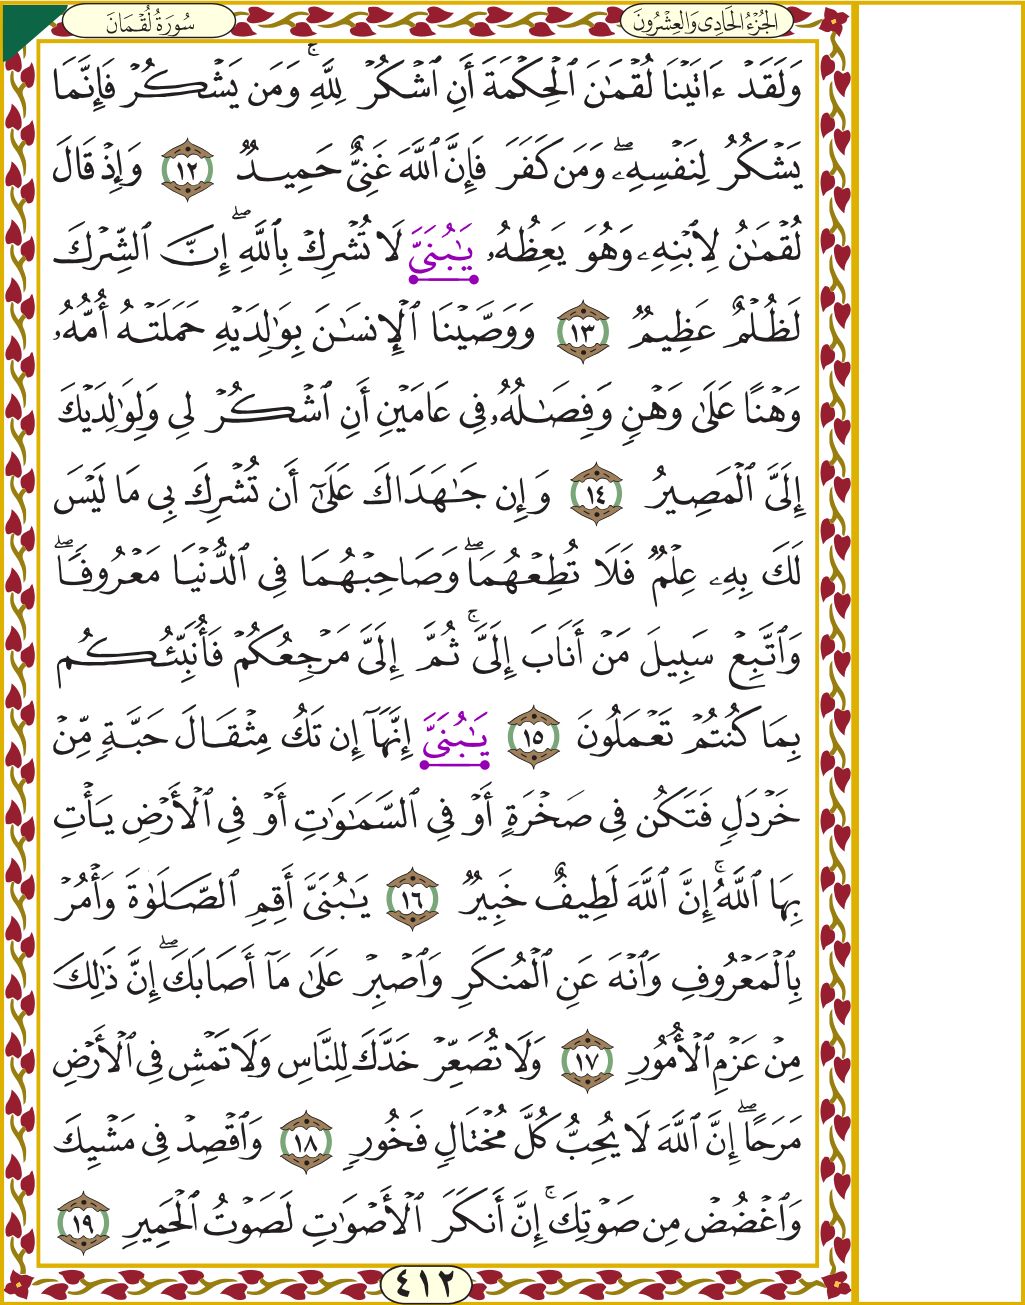 سُورَةُ لُقْمَانَ
الجُزْءُ الحَادِي وَالعِشْرُونَ
وَلَقَدْ ءَاتَيْنَا لُقْمَٰنَ ٱلْحِكْمَةَ أَنِ ٱشْكُرْ لِلَّهِ ۚ وَمَن يَشْكُرْ فَإِنَّمَا
يَشْكُرُ لِنَفْسِهِۦ ۖ وَمَن كَفَرَ فَإِنَّ ٱللَّهَ غَنِىٌّ حَمِيدٌ ١٢ وَإِذْ قَالَ
لُقْمَٰنُ لِٱبْنِهِۦ وَهُوَ يَعِظُهُۥ يَٰبُنَىَّ لَا تُشْرِكْ بِٱللَّهِ ۖ إِنَّ ٱلشِّرْكَ
لَظُلْمٌ عَظِيمٌ ١٣ وَوَصَّيْنَا ٱلْإِنسَٰنَ بِوَٰلِدَيْهِ حَمَلَتْهُ أُمُّهُۥ
وَهْنًا عَلَىٰ وَهْنٍ وَفِصَٰلُهُۥ فِى عَامَيْنِ أَنِ ٱشْكُرْ لِى وَلِوَٰلِدَيْكَ
إِلَىَّ ٱلْمَصِيرُ ١٤ وَإِن جَٰهَدَاكَ عَلَىٰٓ أَن تُشْرِكَ بِى مَا لَيْسَ
لَكَ بِهِۦ عِلْمٌ فَلَا تُطِعْهُمَا ۖ وَصَاحِبْهُمَا فِى ٱلدُّنْيَا مَعْرُوفًا ۖ
وَٱتَّبِعْ سَبِيلَ مَنْ أَنَابَ إِلَىَّ ۚ ثُمَّ إِلَىَّ مَرْجِعُكُمْ فَأُنَبِّئُكُم
بِمَا كُنتُمْ تَعْمَلُونَ ١٥ يَٰبُنَىَّ إِنَّهَآ إِن تَكُ مِثْقَالَ حَبَّةٍ مِّنْ
خَرْدَلٍ فَتَكُن فِى صَخْرَةٍ أَوْ فِى ٱلسَّمَٰوَٰتِ أَوْ فِى ٱلْأَرْضِ يَأْتِ
بِهَا ٱللَّهُ ۚ إِنَّ ٱللَّهَ لَطِيفٌ خَبِيرٌ ١٦ يَٰبُنَىَّ أَقِمِ ٱلصَّلَوٰةَ وَأْمُرْ
بِٱلْمَعْرُوفِ وَٱنْهَ عَنِ ٱلْمُنكَرِ وَٱصْبِرْ عَلَىٰ مَآ أَصَابَكَ ۖ إِنَّ ذَٰلِكَ
مِنْ عَزْمِ ٱلْأُمُورِ ١٧ وَلَا تُصَعِّرْ خَدَّكَ لِلنَّاسِ وَلَا تَمْشِ فِى ٱلْأَرْضِ
مَرَحًا ۖ إِنَّ ٱللَّهَ لَا يُحِبُّ كُلَّ مُخْتَالٍ فَخُورٍ ١٨ وَٱقْصِدْ فِى مَشْيِكَ
وَٱغْضُضْ مِن صَوْتِكَ ۚ إِنَّ أَنكَرَ ٱلْأَصْوَٰتِ لَصَوْتُ ٱلْحَمِيرِ ١٩
٤١٢